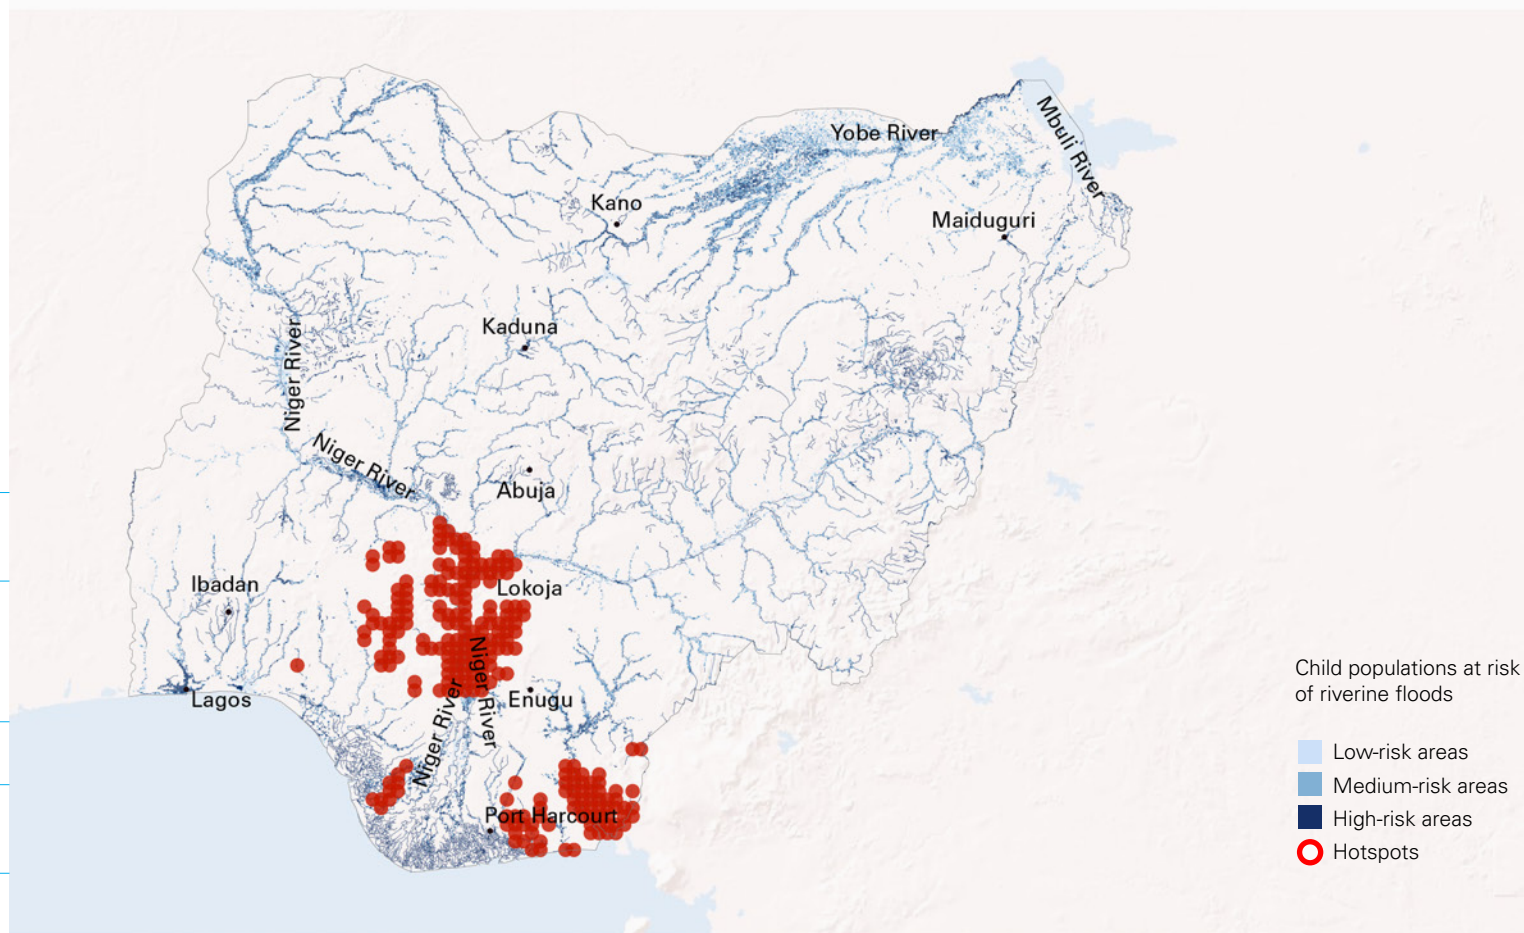 Yobe River
Mbuli River
Kano
Maiduguri
Kaduna
Niger River
Niger River
Abuja
Ibadan
Lokoja
Niger River
Niger River
Lagos
Enugu
Port Harcourt
Child populations at risk
of riverine floods
Low-risk areas
Medium-risk areas
High-risk areas
Hotspots